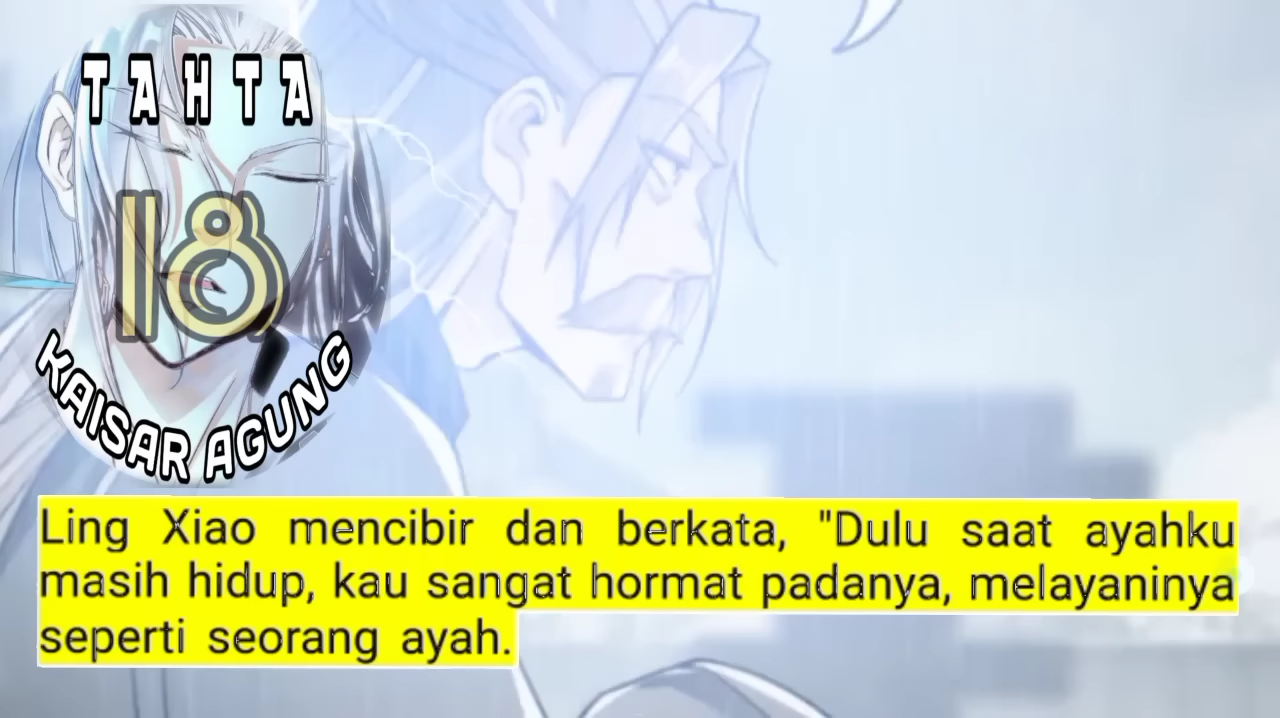 TAHTA
18
KAISAR AGUNG
Ling Xiao mencibir dan berkata, "Dulu saat ayahku
masih hidup, kau sangat hormat padanya, melayaninya
seperti seorang ayah.